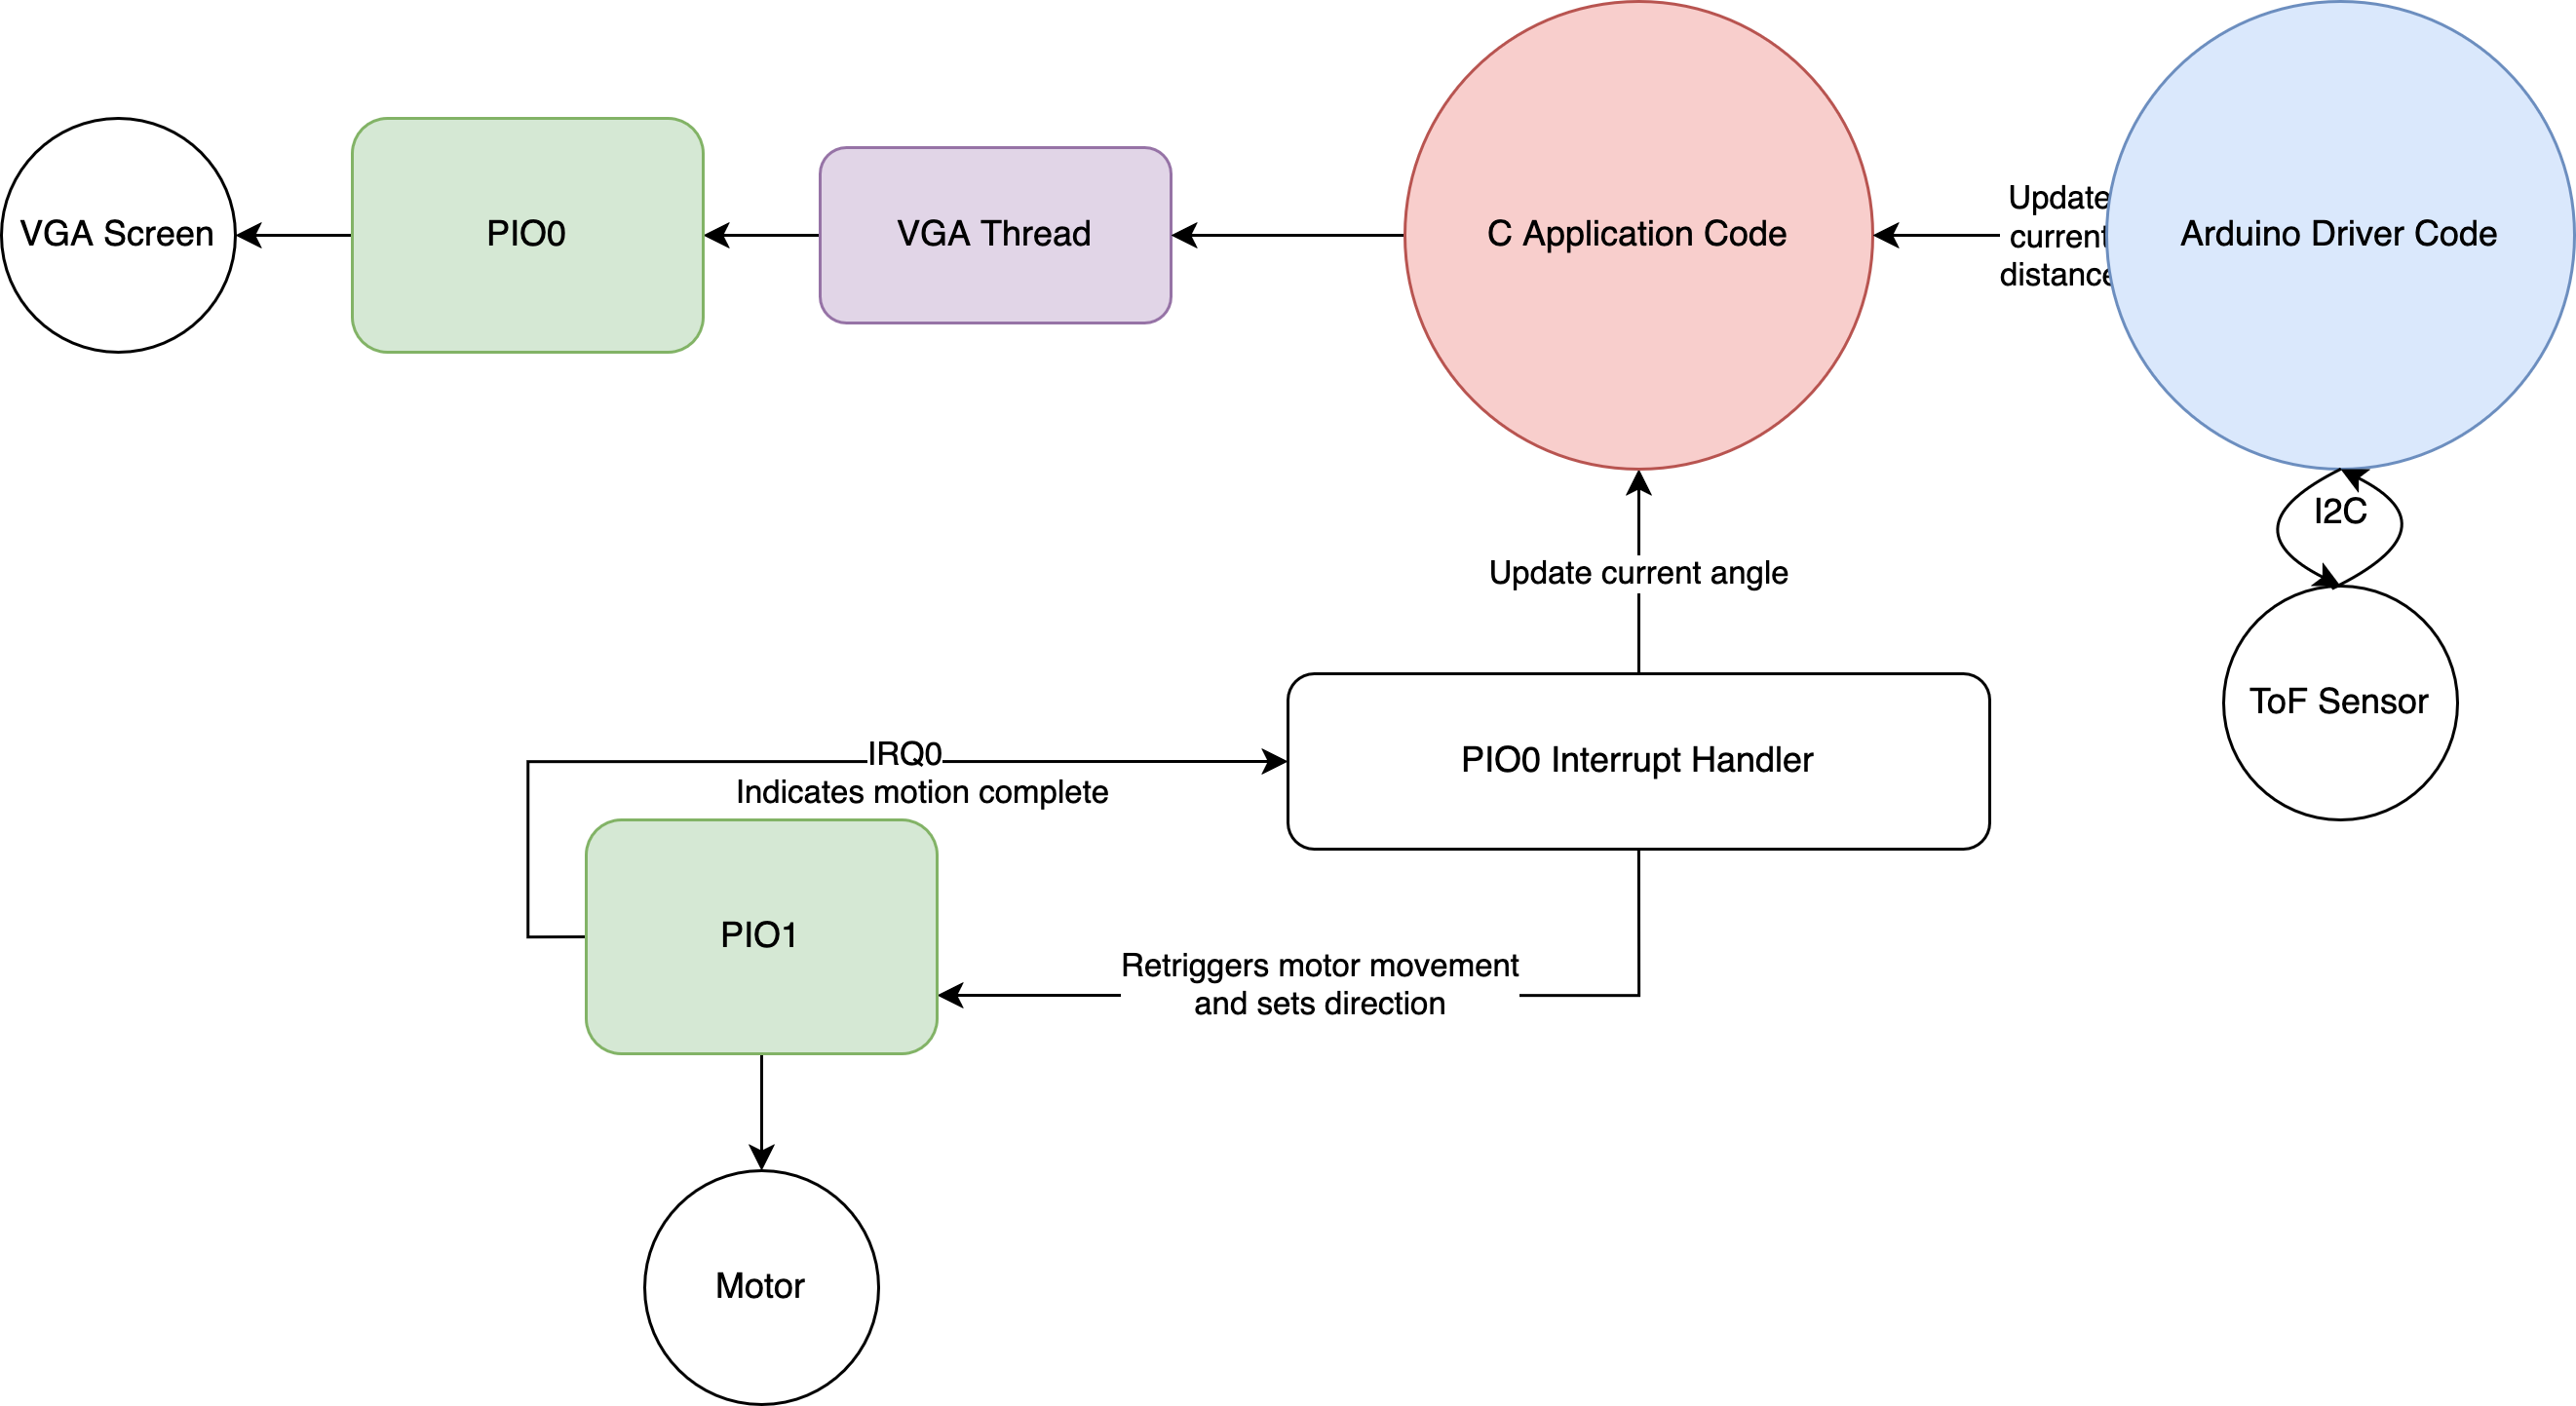 VGA Screen
PIO0
VGA Thread
C Application Code
Update
current
distance
Arduino Driver Code
I2C
Update current angle
ToF Sensor
IRQ0
Indicates motion complete
PIO0 Interrupt Handler
PIO1
Retriggers motor movement
and sets direction
Motor